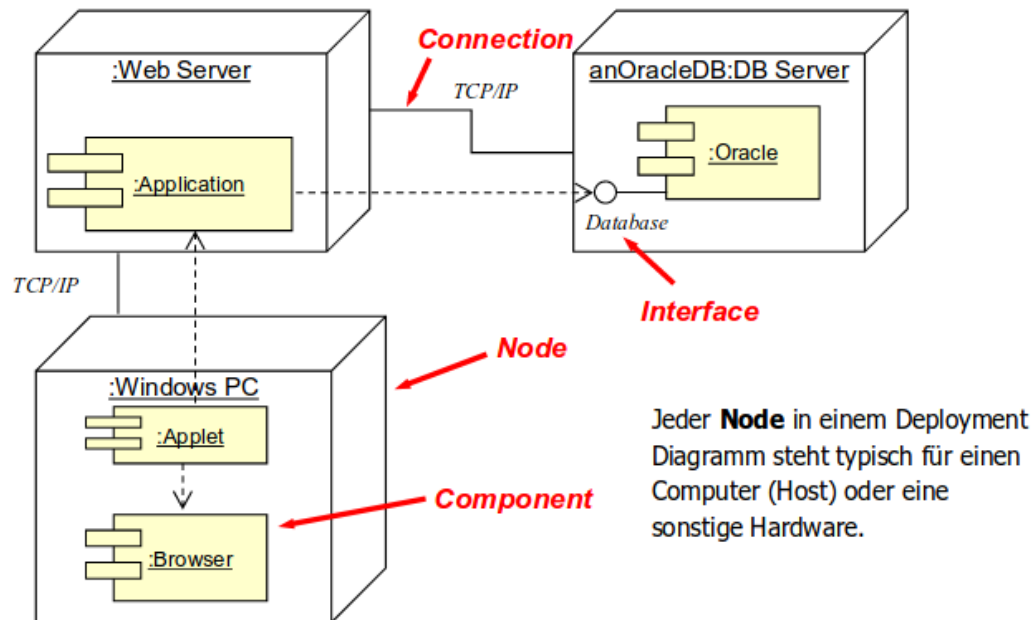 Connection
:Web Server
TCP/IP
anOracleDB:DB Server
:Application
:Oracle
Database
TCP/IP
Interface
Node
:Windows PC
:Applet
Component
:Browser
Jeder Node in einem Deployment
Diagramm steht typisch für einen
Computer (Host) oder eine
sonstige Hardware.